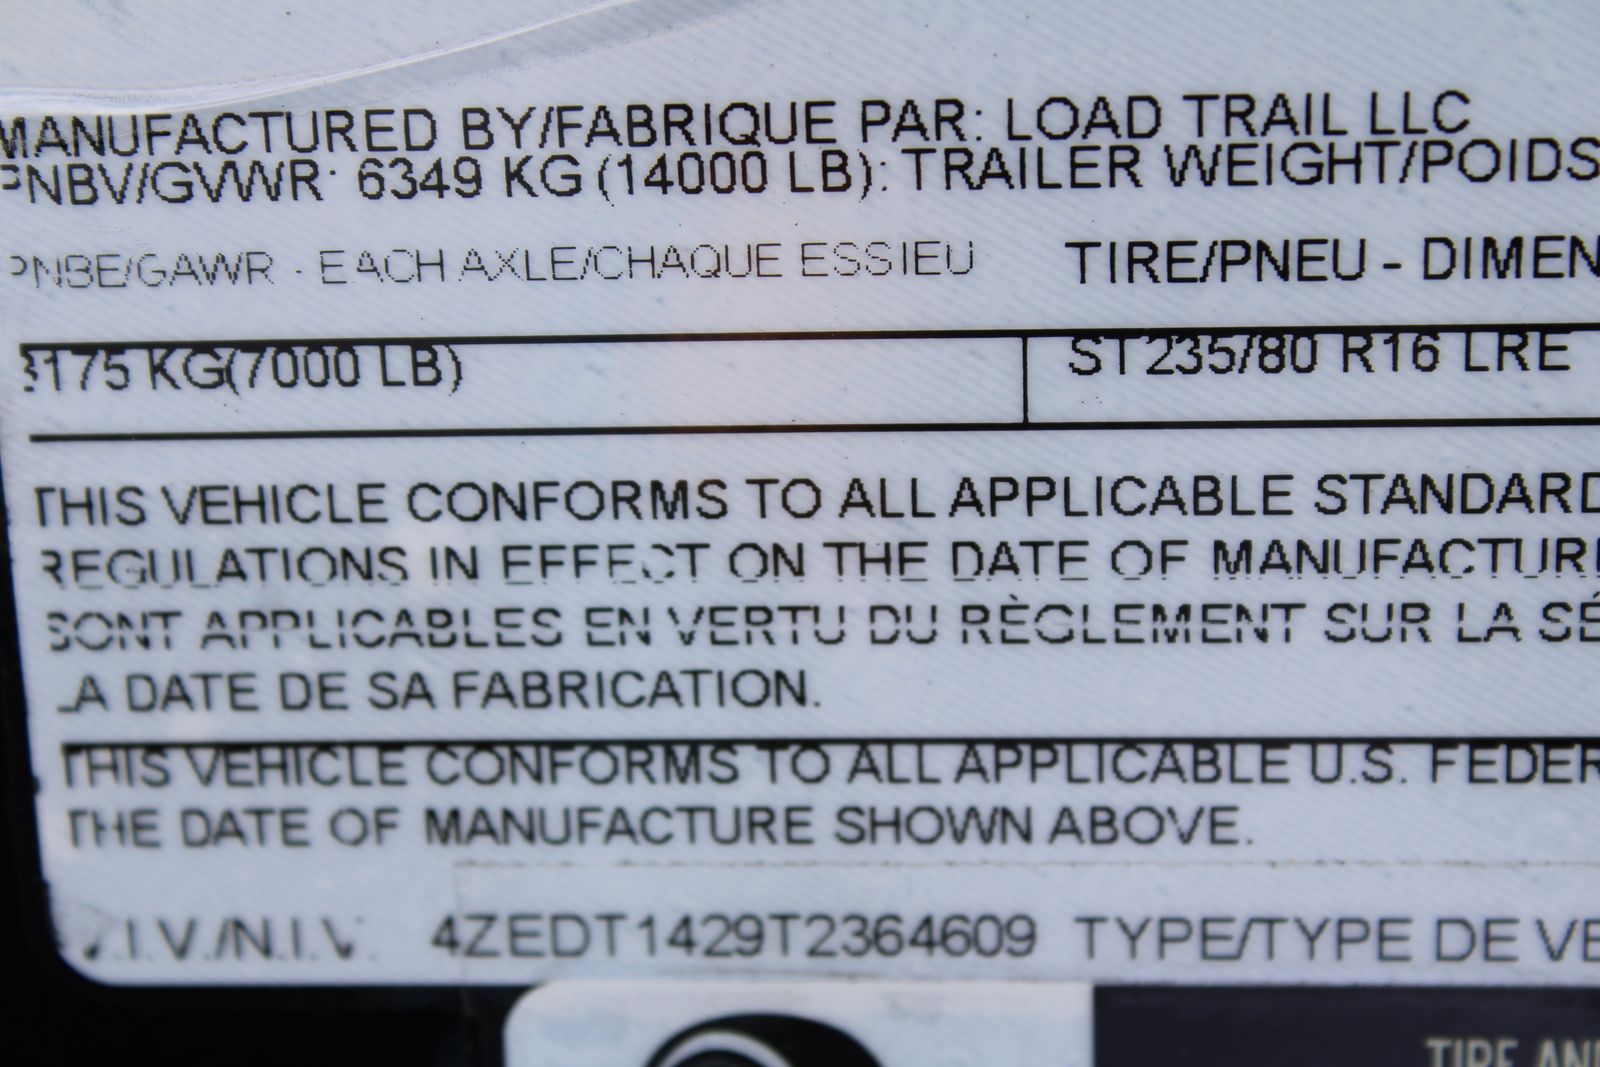 MANUFACTURED BY/FABRIQUE PAR: LOAD TRAIL LLC
PNBV/GVWR: 6349 KG (14000 LB): TRAILER WEIGHT/POIDS
PNBE/GAWR - EACH AXLE/CHAQUE ESSIEU TIRE/PNEU - DIMEN
3175 KG(7000 LB) ST235/80 R16 LRE
THIS VEHICLE CONFORMS TO ALL APPLICABLE STANDARD
REGULATIONS IN EFFECT ON THE DATE OF MANUFACTUR
SONT APPLICABLES EN VERTU DU RÈGLEMENT SUR LA SÉ
LA DATE DE SA FABRICATION.
THIS VEHICLE CONFORMS TO ALL APPLICABLE U.S. FEDER
THE DATE OF MANUFACTURE SHOWN ABOVE.
V.I.V./N.I.V. 4ZEDT1429T2364609 TYPE/TYPE DE VE
TIRE AN